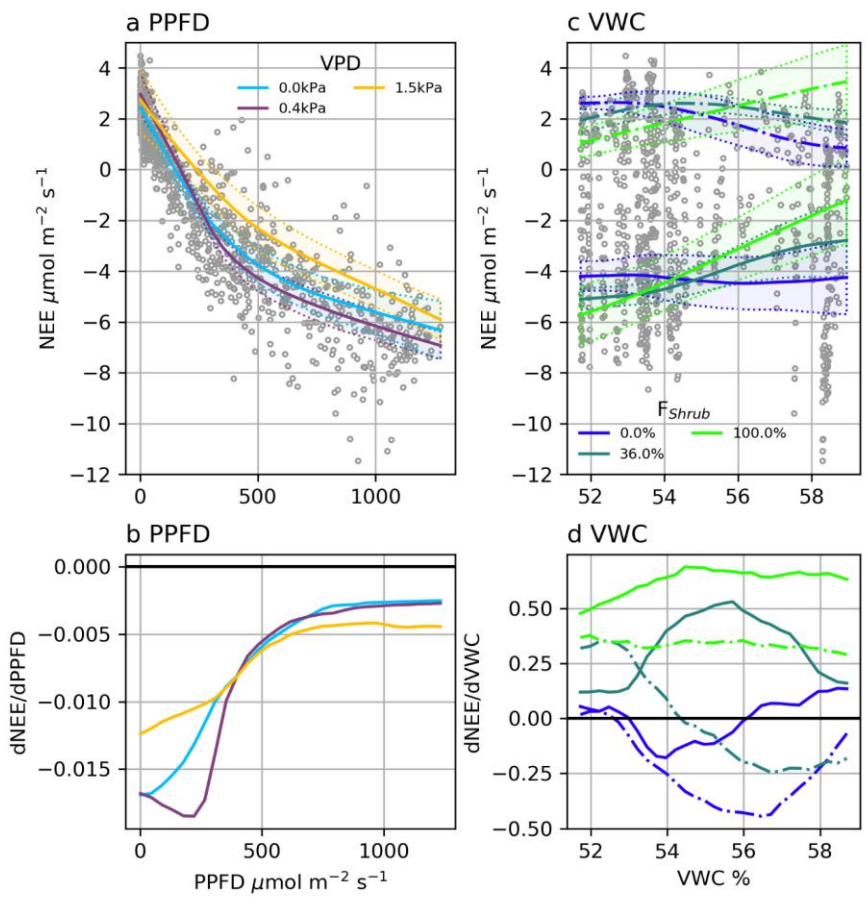 a PPFD
VPD
0.0kPa
0.4kPa
1.5kPa
NEE μmol m⁻² s⁻¹
4
2
0
−2
−4
−6
−8
−10
−12
0
500
1000
c VWC
NEE μmol m⁻² s⁻¹
4
2
0
−2
−4
−6
−8
−10
−12
F_Shrub
0.0%
36.0%
100.0%
52
54
56
58
b PPFD
dNEE/dPPFD
0.000
−0.005
−0.010
−0.015
0
500
1000
PPFD μmol m⁻² s⁻¹
d VWC
dNEE/dVWC
0.50
0.25
0.00
−0.25
−0.50
52
54
56
58
VWC %